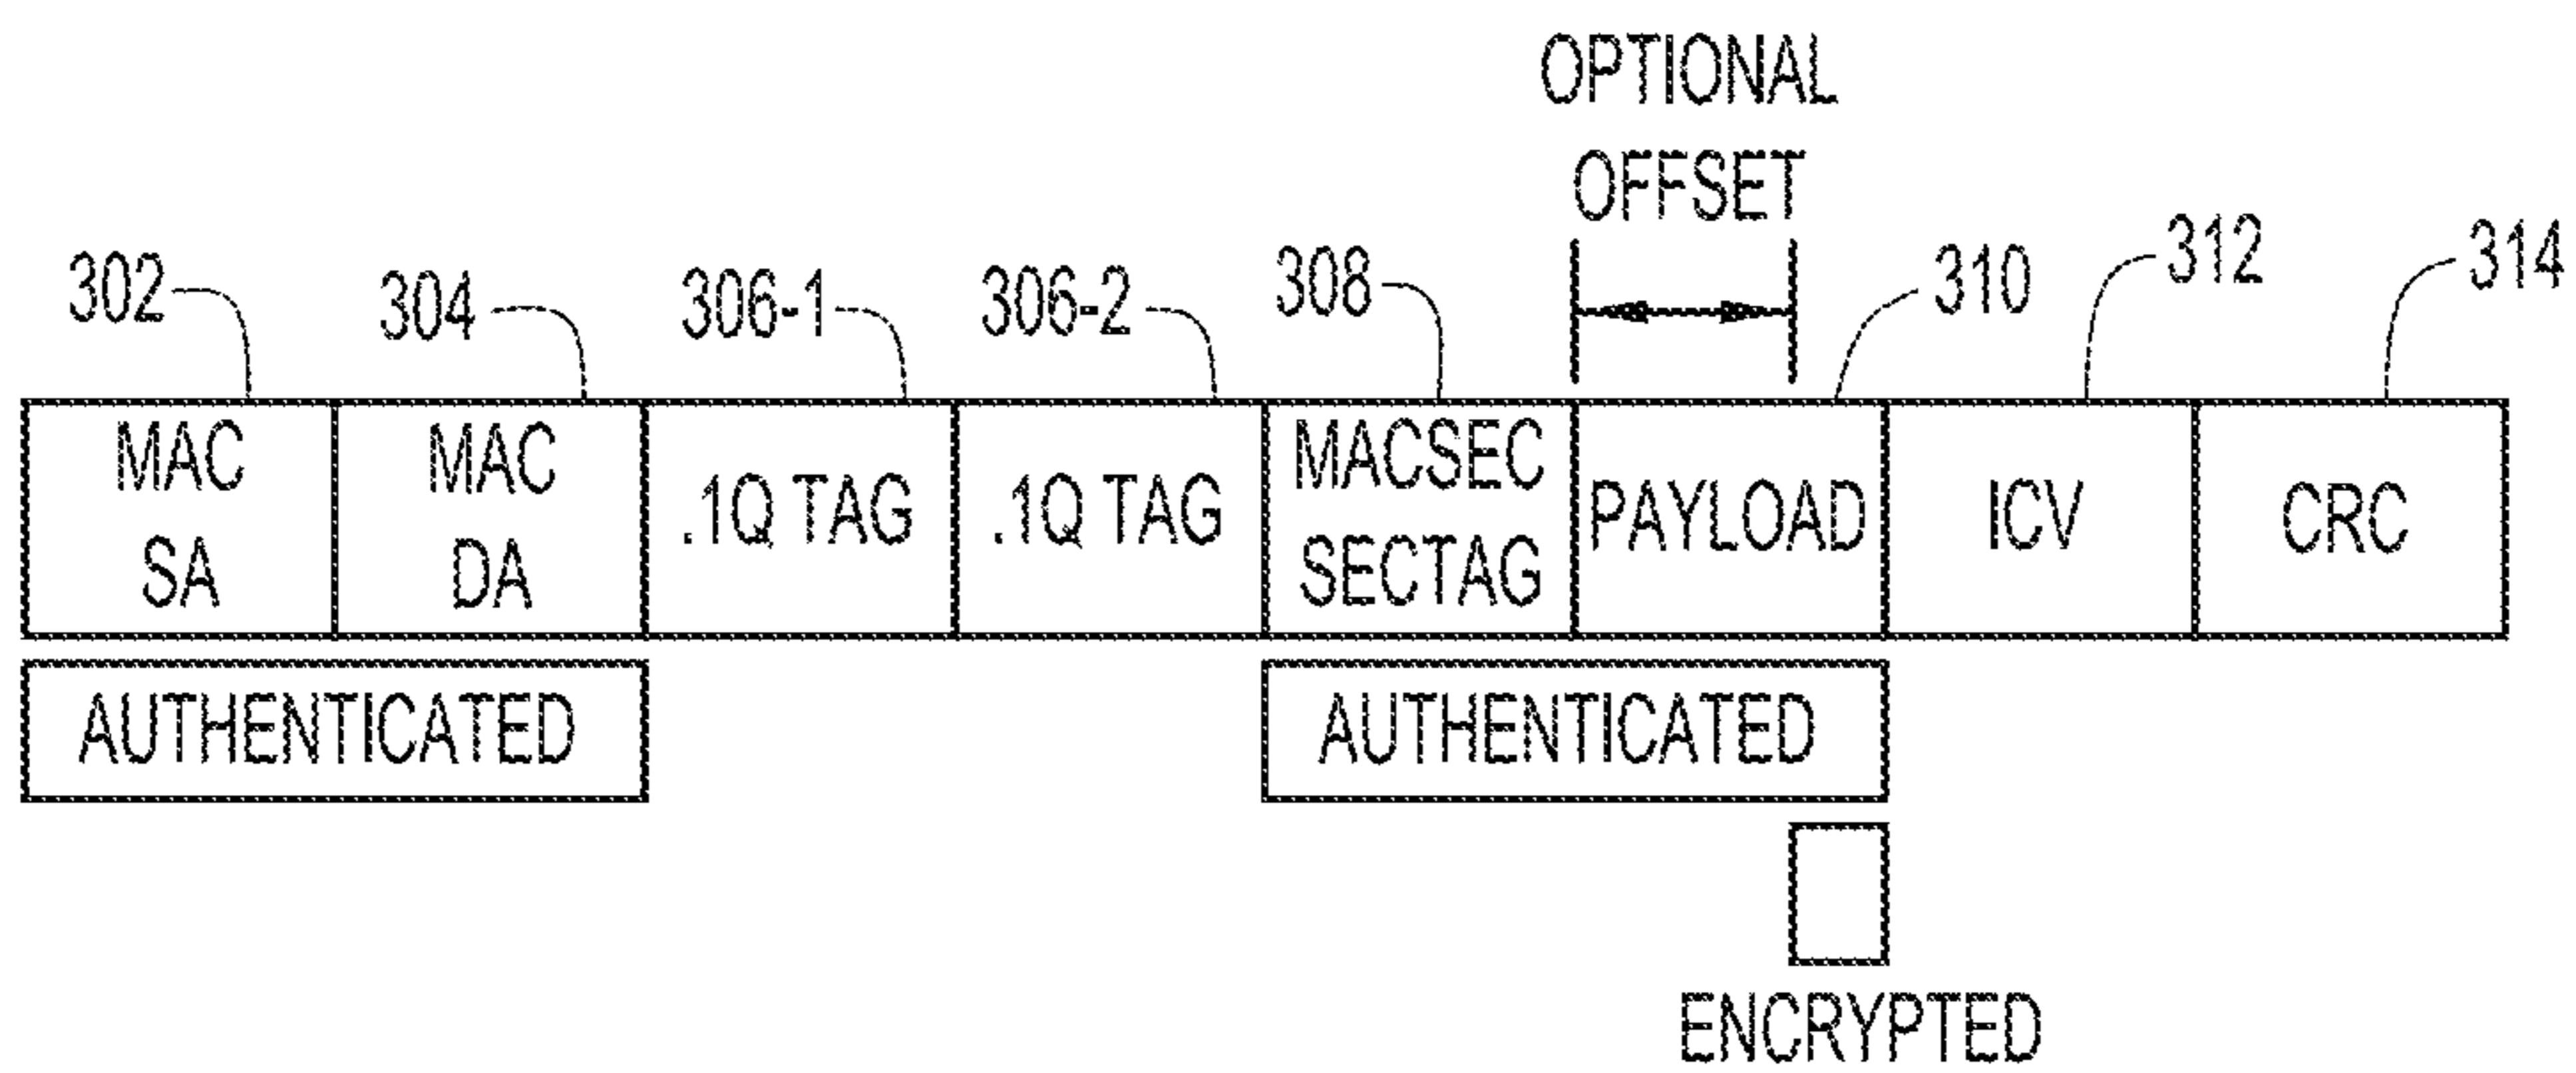 OPTIONAL
OFFSET
302
304
306-1
306-2
308
310
312
314
MAC
SA
MAC
DA
.1Q TAG
.1Q TAG
MACSEC
SECTAG
PAYLOAD
ICV
CRC
AUTHENTICATED
AUTHENTICATED
ENCRYPTED